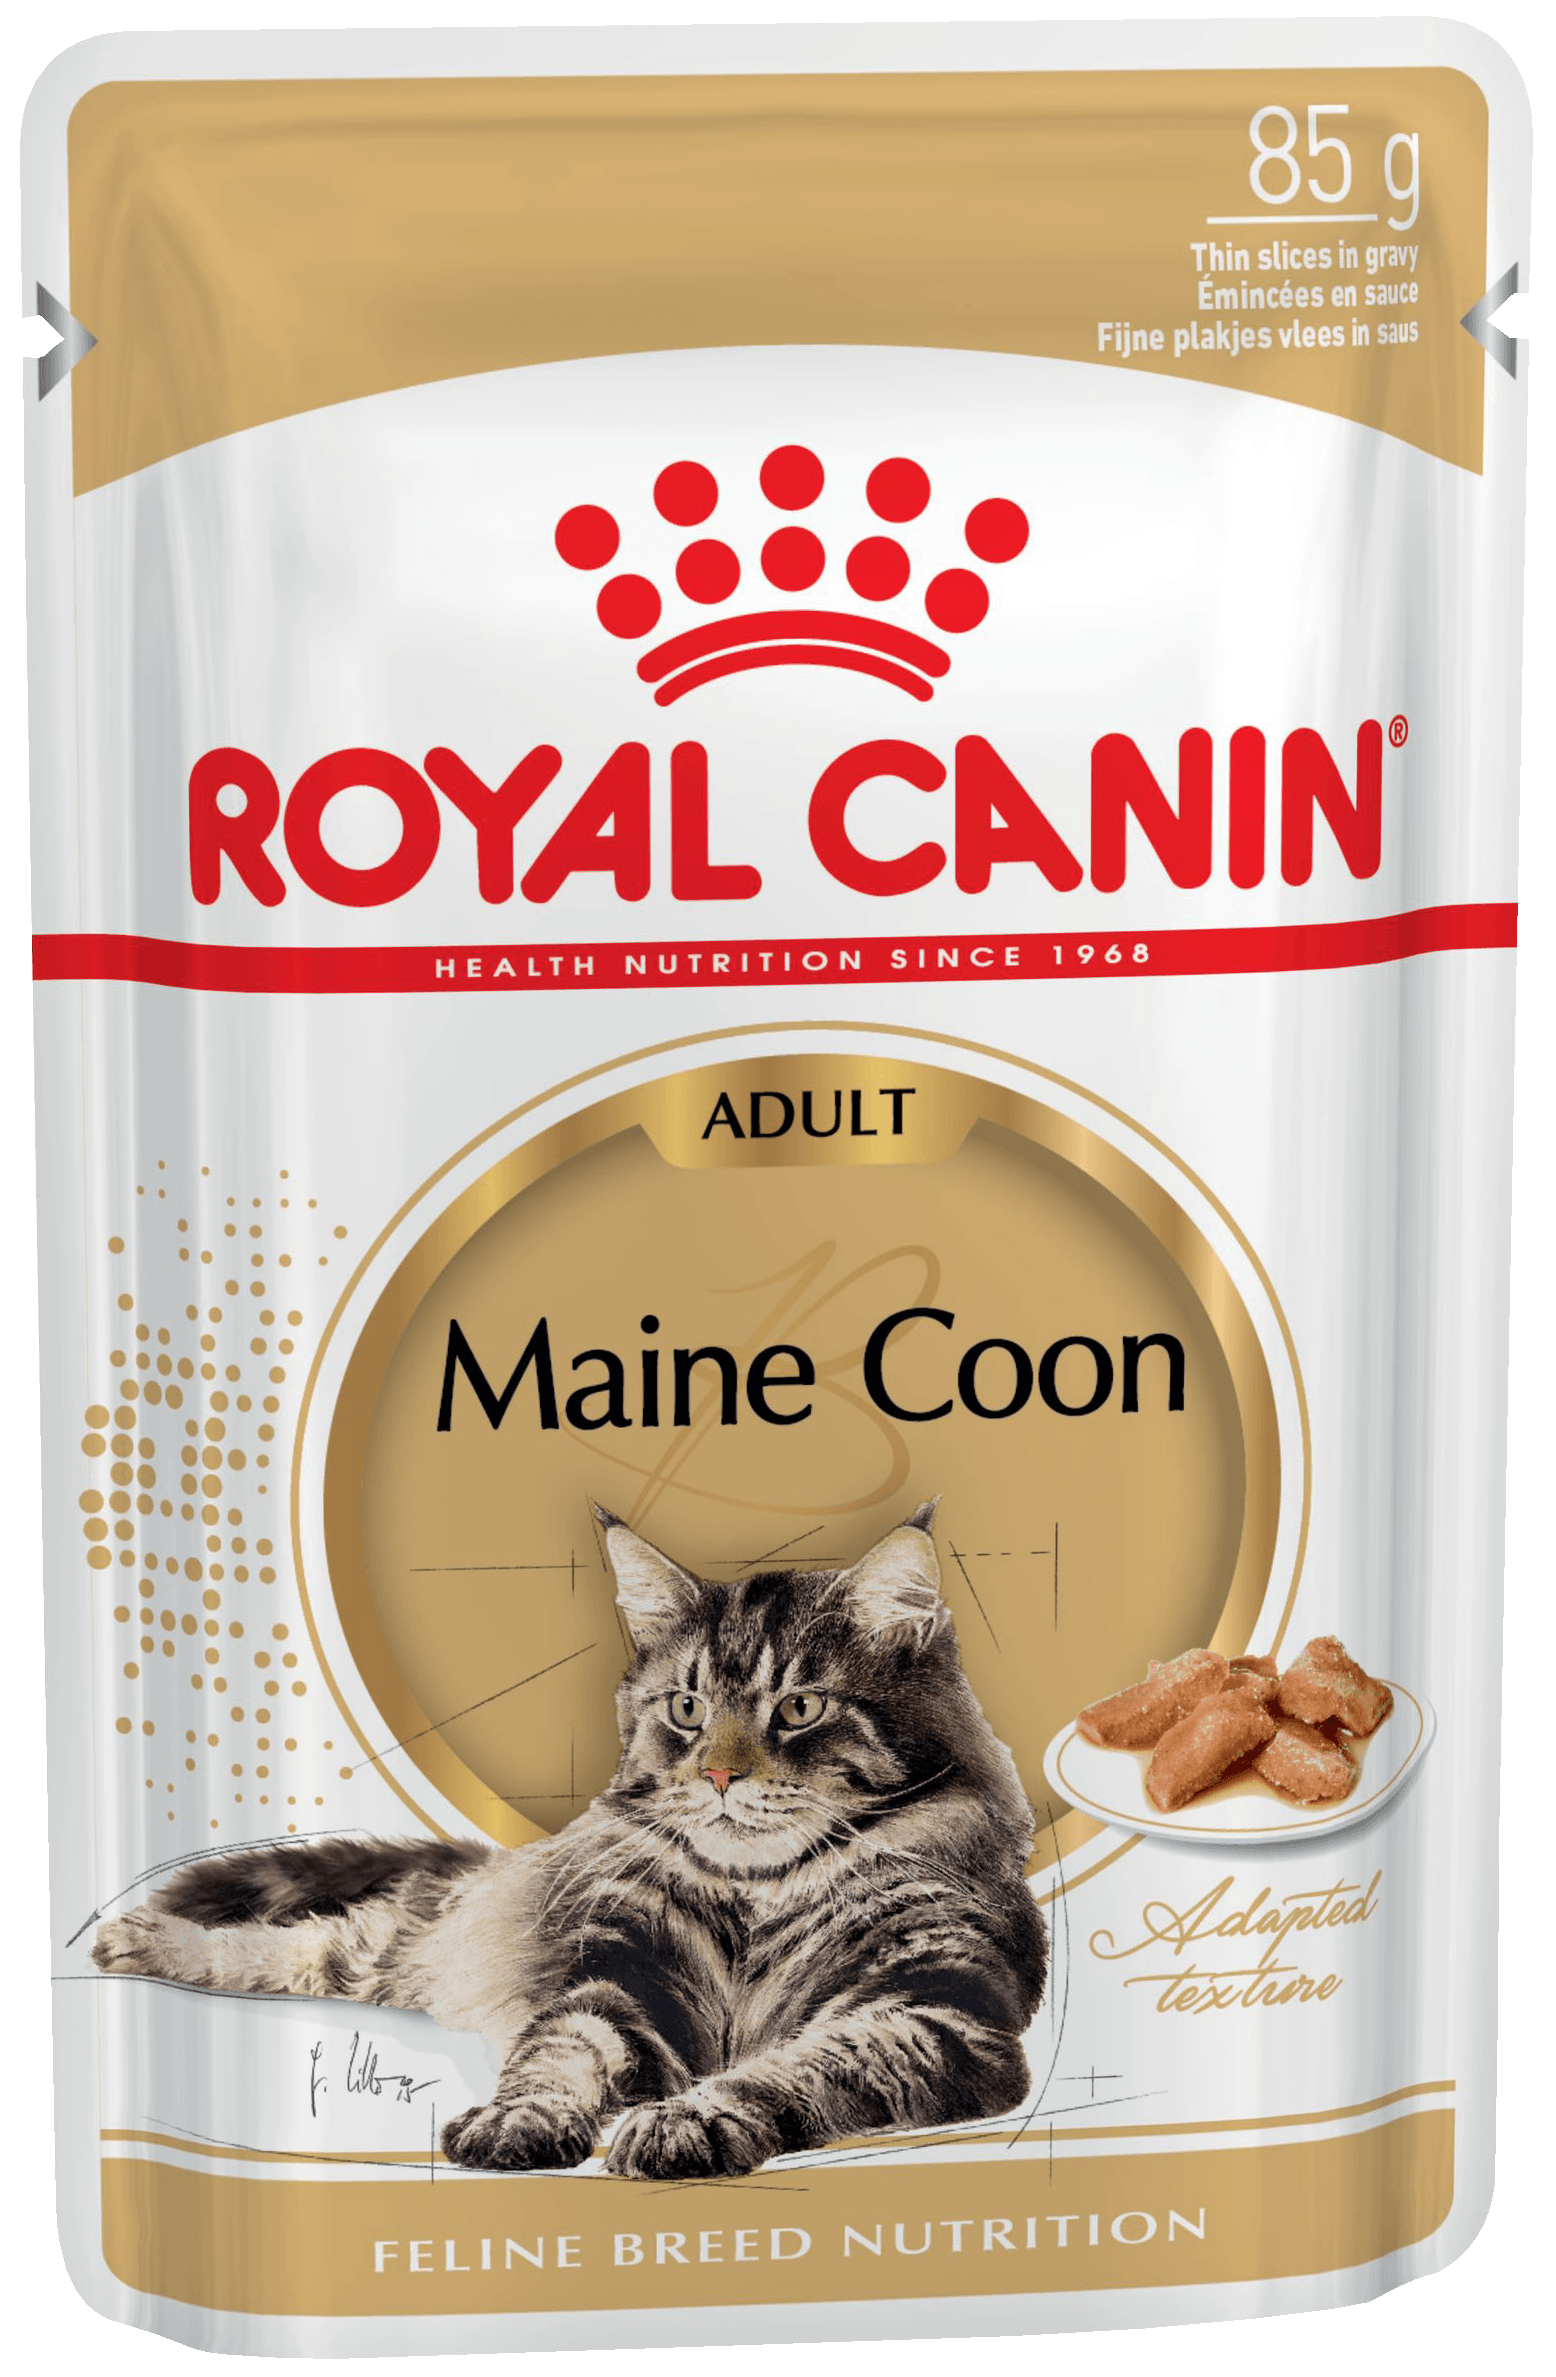 85 g
Thin slices in gravy
Émincées en sauce
Fijne plakjes vlees in saus
ROYAL CANIN®
HEALTH NUTRITION SINCE 1968
ADULT
Maine Coon
Adapted
texture
FELINE BREED NUTRITION